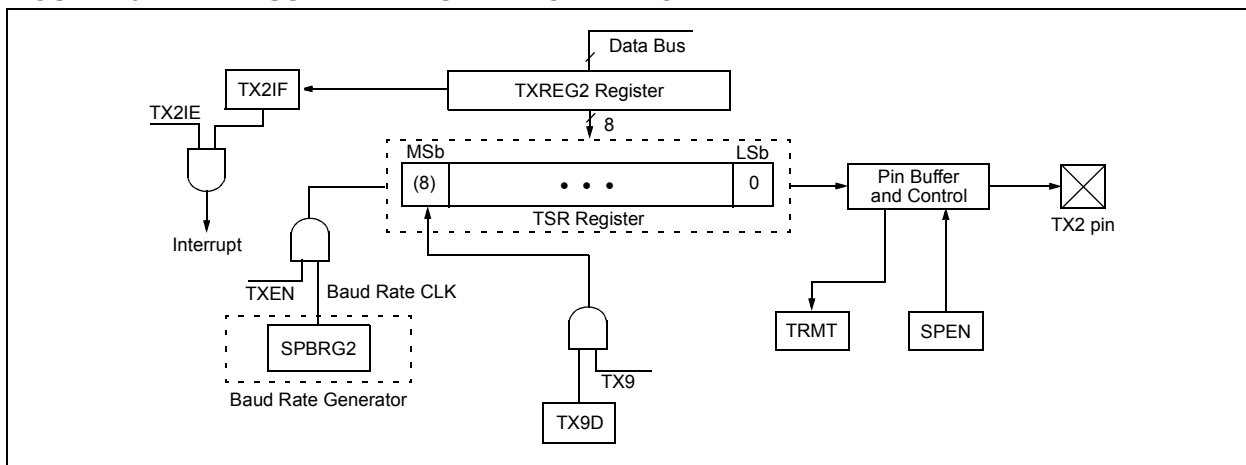 Data Bus
TXREG2 Register
TX2IF
TX2IE
8
MSb
LSb
(8)
• • •
0
TSR Register
Pin Buffer
and Control
TX2 pin
Interrupt
TXEN
Baud Rate CLK
SPBRG2
Baud Rate Generator
TX9
TX9D
TRMT
SPEN